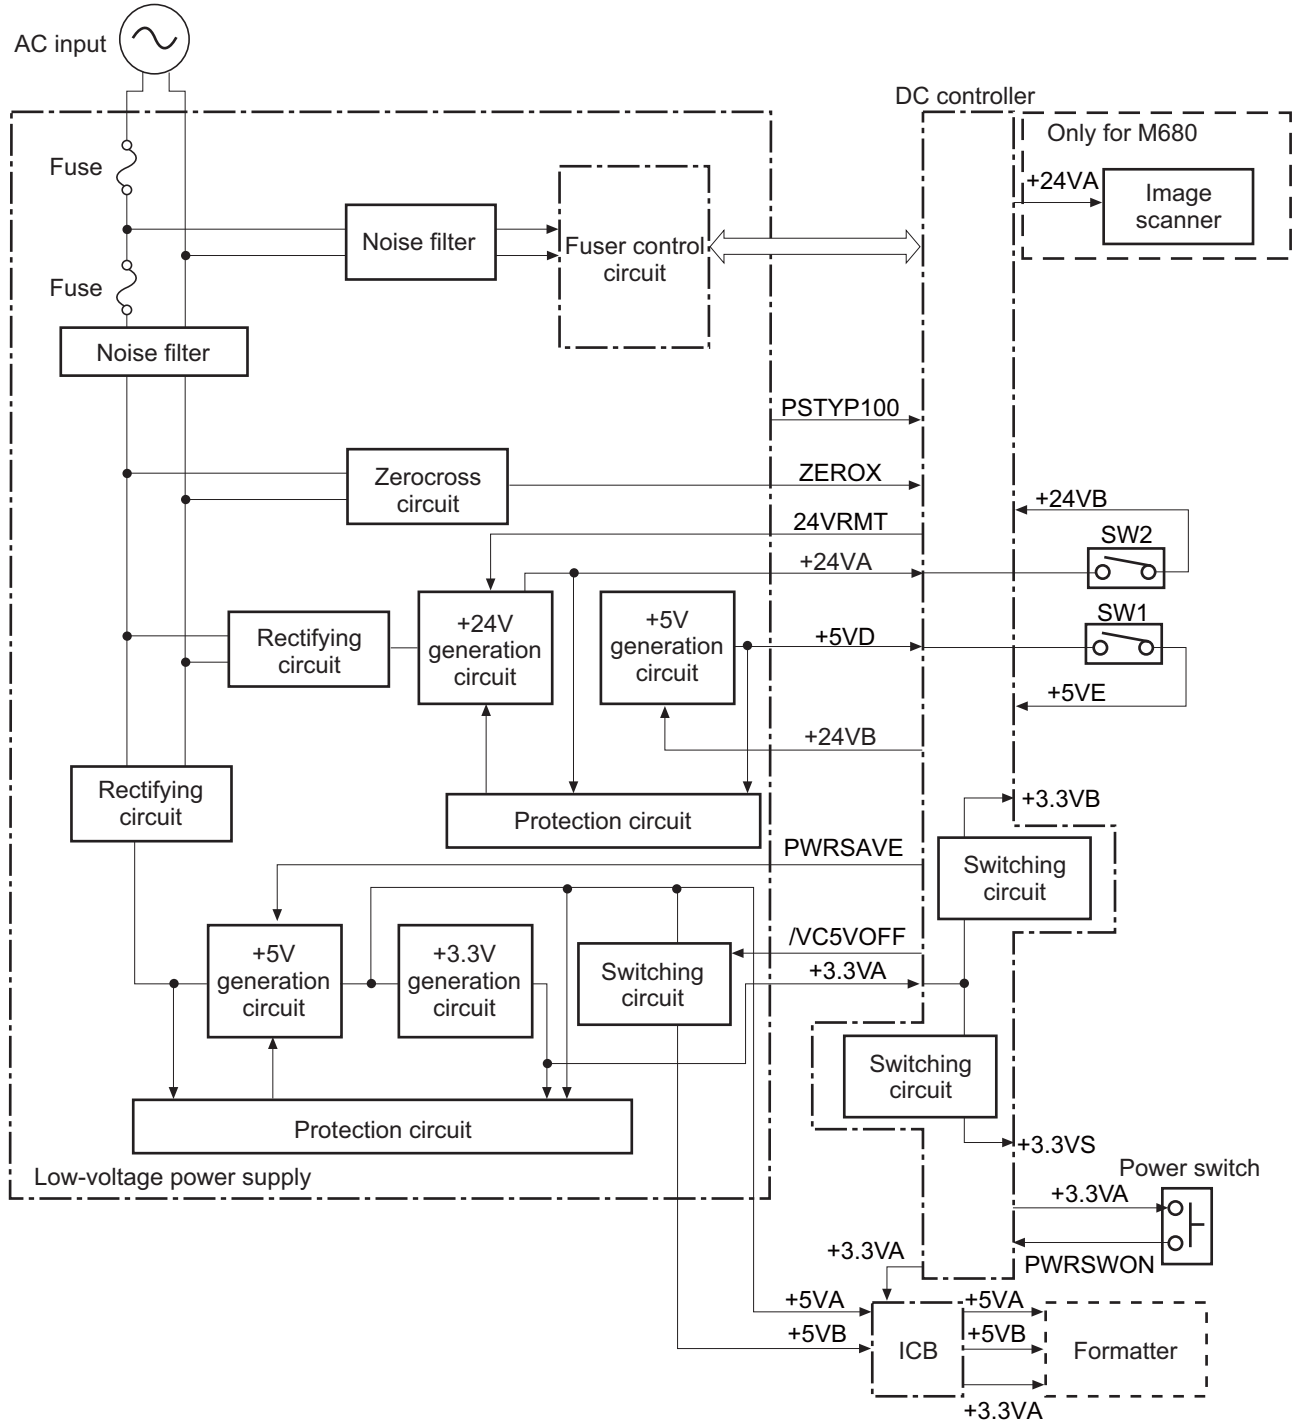 AC input
DC controller
Only for M680
+24VA
Image
scanner
Fuse
Noise filter
Fuser control
circuit
Fuse
Noise filter
PSTYP100
Zerocross
circuit
ZEROX
24VRMT
+24VB
SW2
+24VA
Rectifying
circuit
+24V
generation
circuit
+5V
generation
circuit
SW1
+5VD
+5VE
+24VB
Rectifying
circuit
Protection circuit
+3.3VB
PWRSAVE
Switching
circuit
+5V
generation
circuit
+3.3V
generation
circuit
Switching
circuit
/VC5VOFF
+3.3VA
Switching
circuit
Protection circuit
+3.3VS
Low-voltage power supply
Power switch
+3.3VA
PWRSWON
+3.3VA
+5VA
+5VB
ICB
+5VA
+5VB
+3.3VA
Formatter